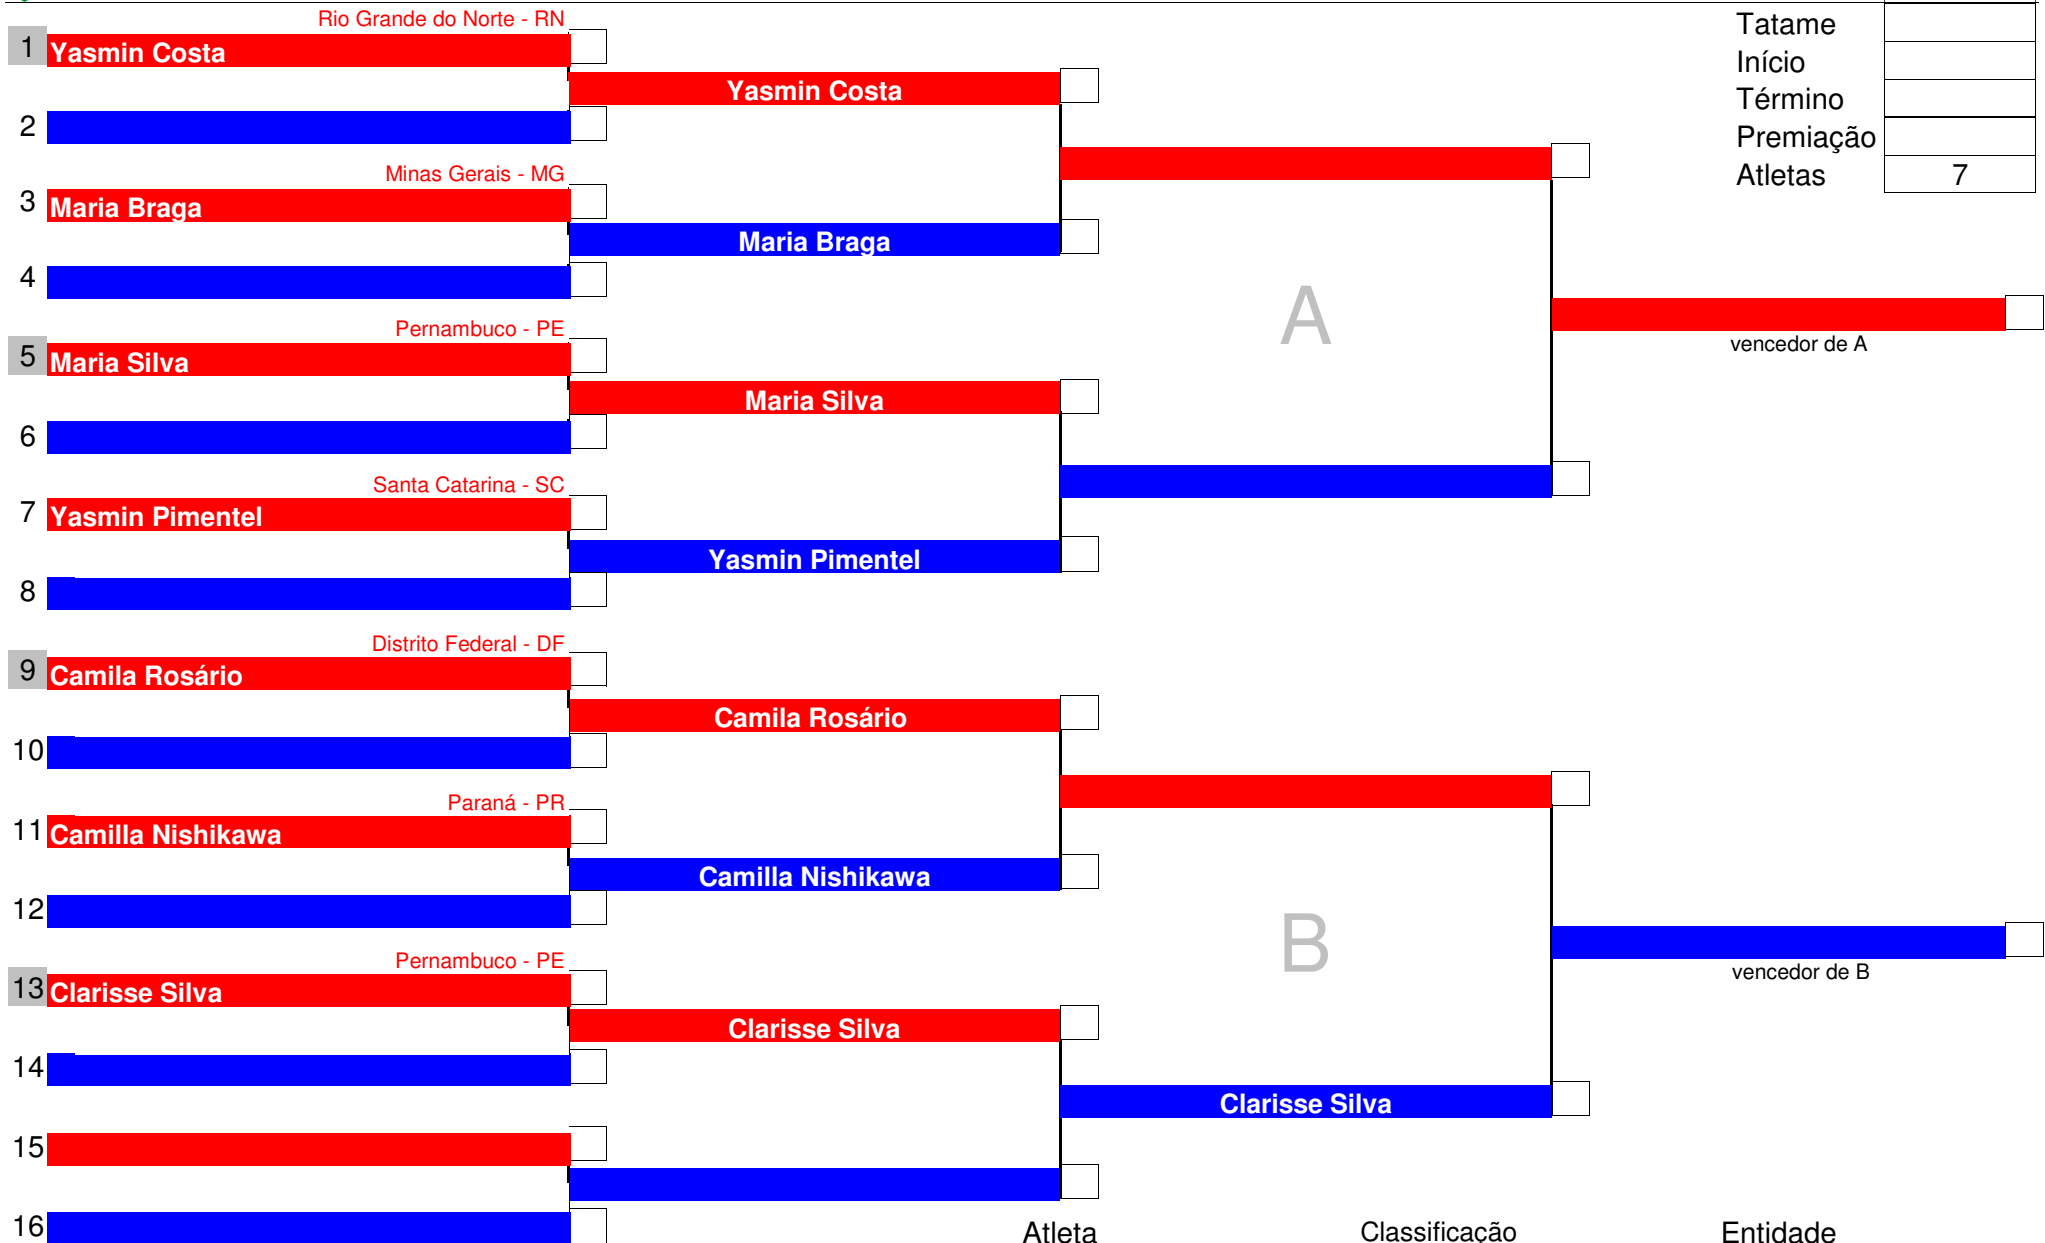 Rio Grande do Norte - RN
Tatame
1 Yasmin Costa
Início
Yasmin Costa
Término
2
Premiação
Minas Gerais - MG
Atletas 7
3 Maria Braga
Maria Braga
4
A
Pernambuco - PE
vencedor de A
5 Maria Silva
Maria Silva
6
Santa Catarina - SC
7 Yasmin Pimentel
Yasmin Pimentel
8
Distrito Federal - DF
9 Camila Rosário
Camila Rosário
10
Paraná - PR
11 Camilla Nishikawa
Camilla Nishikawa
12
B
Pernambuco - PE
vencedor de B
13 Clarisse Silva
Clarisse Silva
14
Clarisse Silva
15
16
Atleta Classificação Entidade